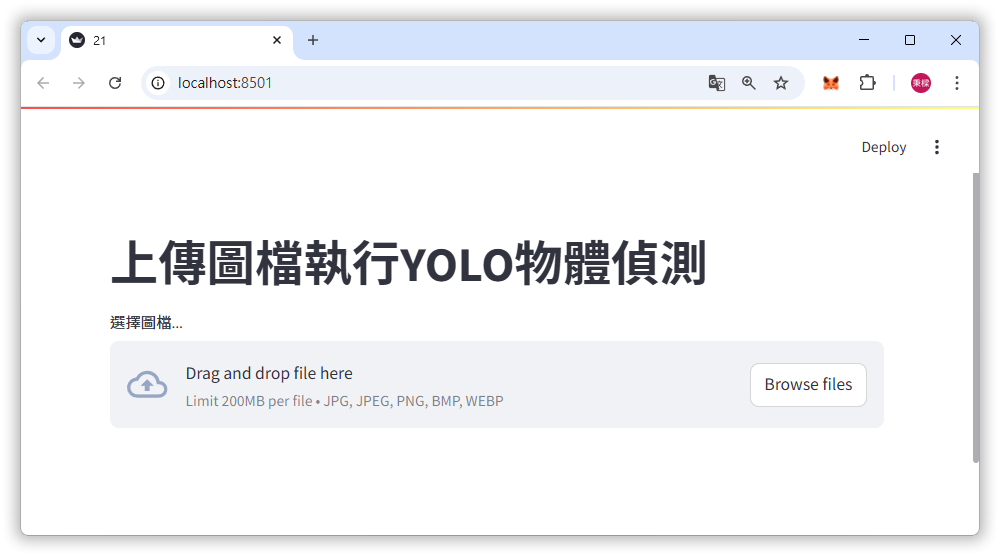 21
localhost:8501
秉樑
Deploy
上傳圖檔執行YOLO物體偵測
選擇圖檔...
Drag and drop file here
Limit 200MB per file • JPG, JPEG, PNG, BMP, WEBP
Browse files